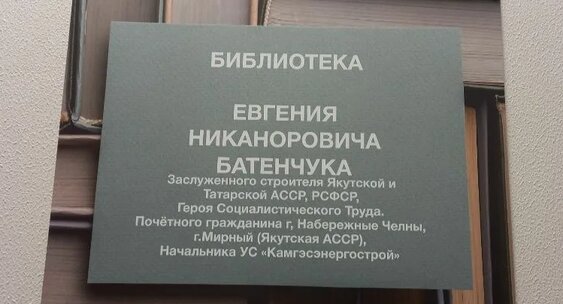 БИБЛИОТЕКА
ЕВГЕНИЯ
НИКАНОРОВИЧА
БАТЕНЧУКА
Заслуженного строителя Якутской и
Татарской АССР, РСФСР,
Героя Социалистического Труда.
Почётного гражданина г, Набережные Челны,
г.Мирный (Якутская АССР),
Начальника УС «Камгэсэнергострой»